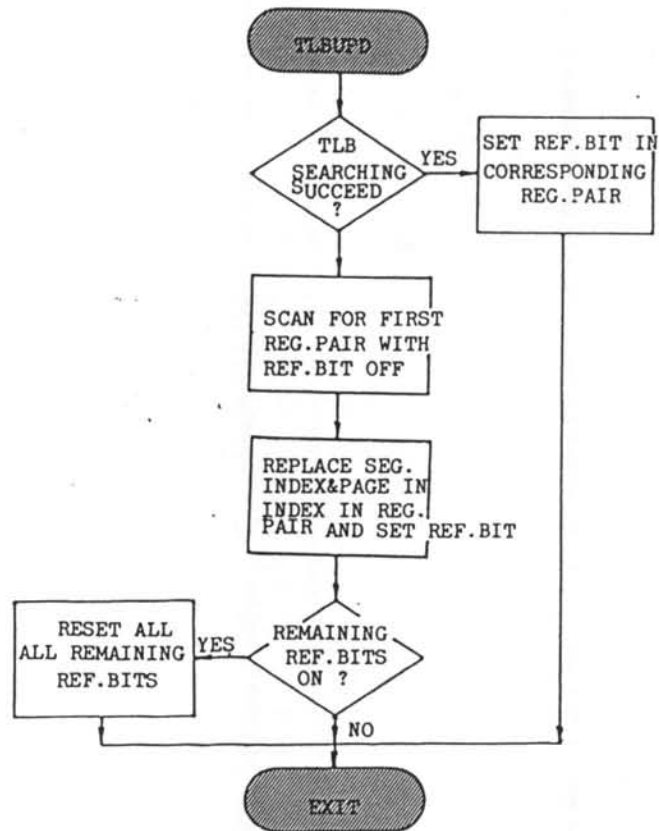 TLBUPD
TLB
SEARCHING
SUCCEED
?
YES
SET REF.BIT IN
CORRESPONDING
REG.PAIR
SCAN FOR FIRST
REG.PAIR WITH
REF.BIT OFF
REPLACE SEG.
INDEX&PAGE IN
INDEX IN REG.
PAIR AND SET REF.BIT
REMAINING
REF.BITS
ON ?
YES
RESET ALL
ALL REMAINING
REF.BITS
NO
EXIT